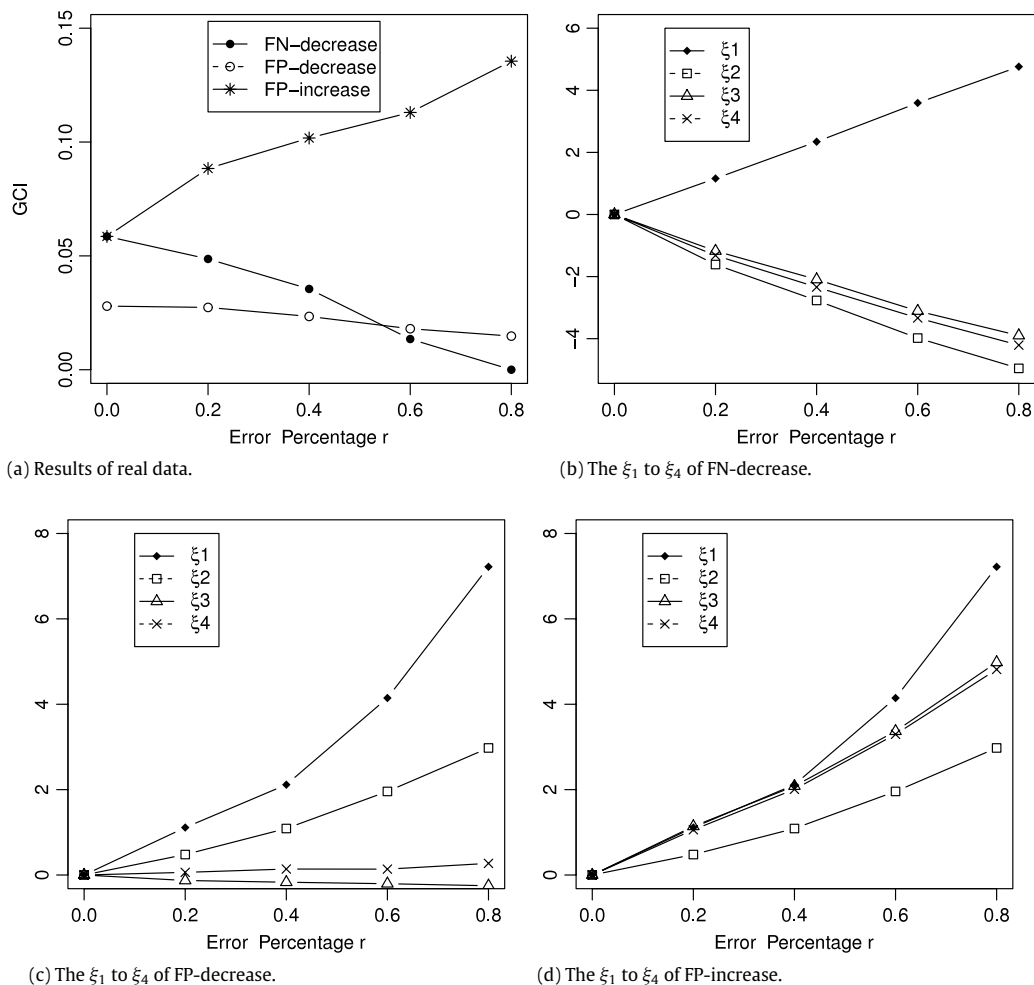 0.15
0.10
0.05
0.00
GCI
FN-decrease
FP-decrease
FP-increase
0.0 0.2 0.4 0.6 0.8
Error Percentage r
(a) Results of real data.
6
4
2
0
-2
-4
ξ1
ξ2
ξ3
ξ4
0.0 0.2 0.4 0.6 0.8
Error Percentage r
(b) The ξ₁ to ξ₄ of FN-decrease.
8
6
4
2
0
ξ1
ξ2
ξ3
ξ4
0.0 0.2 0.4 0.6 0.8
Error Percentage r
(c) The ξ₁ to ξ₄ of FP-decrease.
8
6
4
2
0
ξ1
ξ2
ξ3
ξ4
0.0 0.2 0.4 0.6 0.8
Error Percentage r
(d) The ξ₁ to ξ₄ of FP-increase.